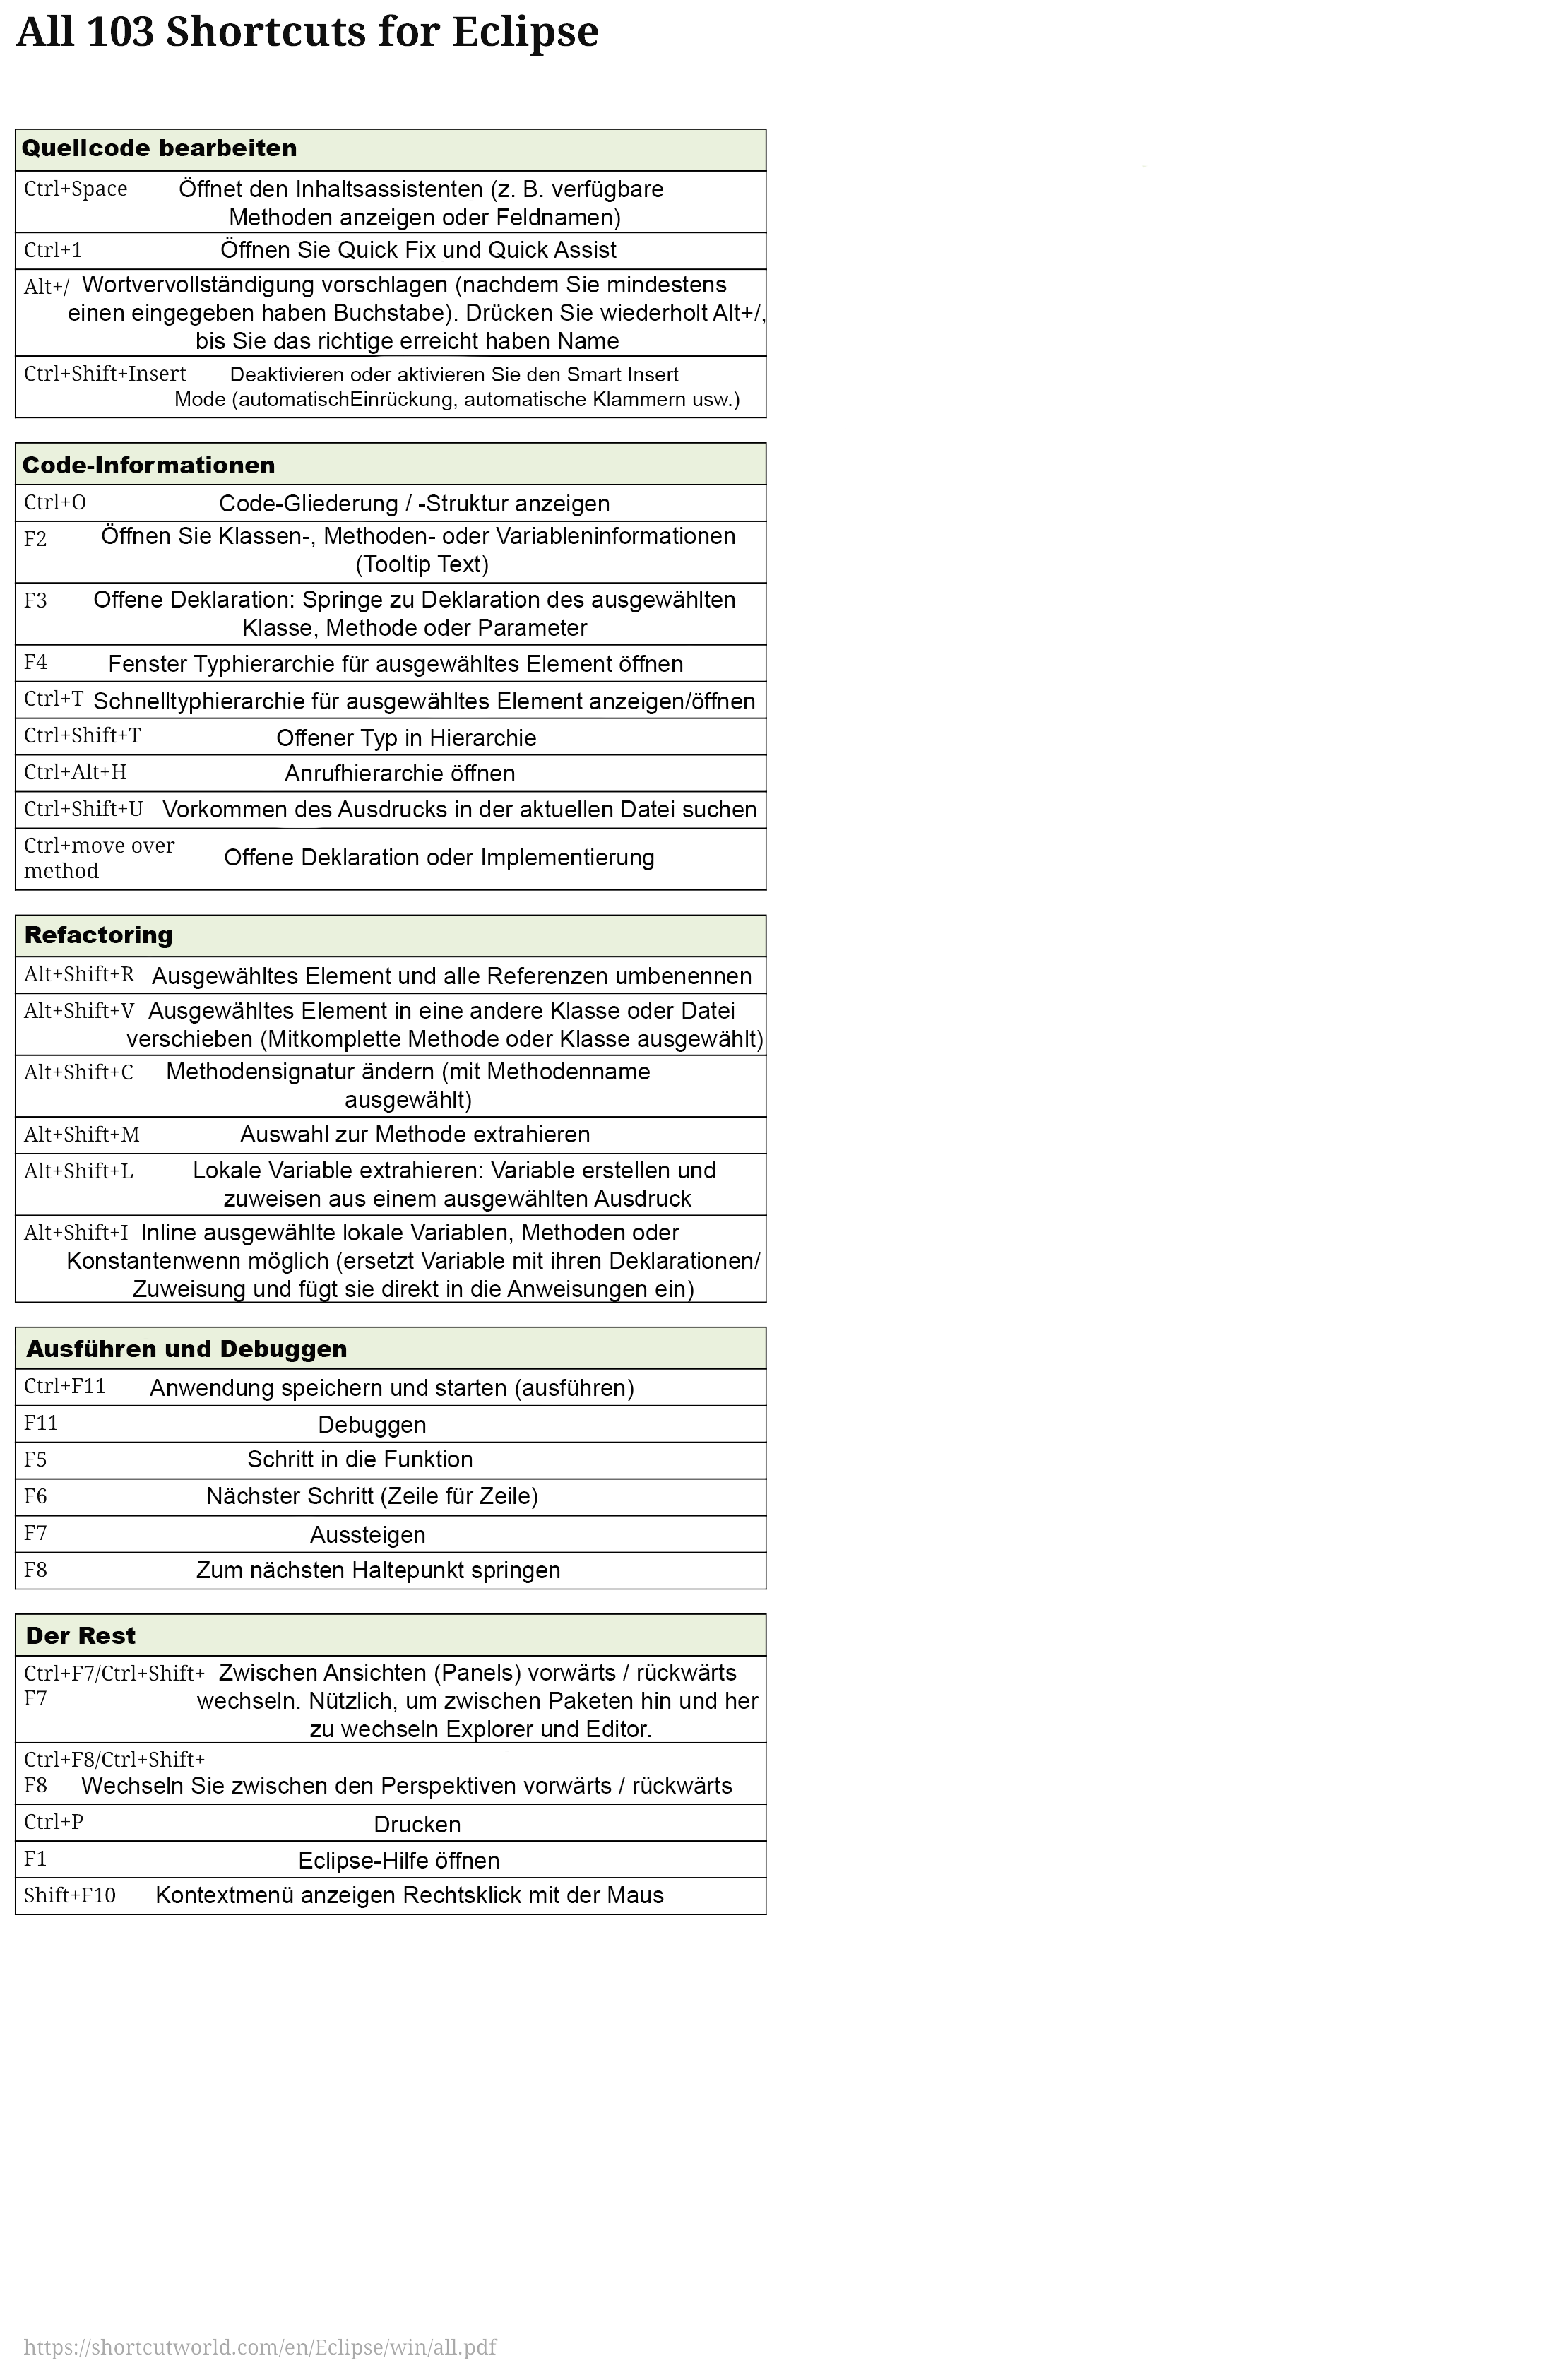 All 103 Shortcuts for Eclipse
Quellcode bearbeiten
Ctrl+Space Öffnet den Inhaltsassistenten (z. B. verfügbare
Methoden anzeigen oder Feldnamen)
Ctrl+1 Öffnen Sie Quick Fix und Quick Assist
Alt+/ Wortvervollständigung vorschlagen (nachdem Sie mindestens
einen eingegeben haben Buchstabe). Drücken Sie wiederholt Alt+/,
bis Sie das richtige erreicht haben Name
Ctrl+Shift+Insert Deaktivieren oder aktivieren Sie den Smart Insert
Mode (automatischEinrückung, automatische Klammern usw.)
Code-Informationen
Ctrl+O Code-Gliederung / -Struktur anzeigen
F2 Öffnen Sie Klassen-, Methoden- oder Variableninformationen
(Tooltip Text)
F3 Offene Deklaration: Springe zu Deklaration des ausgewählten
Klasse, Methode oder Parameter
F4 Fenster Typhierarchie für ausgewähltes Element öffnen
Ctrl+T Schnelltyphierarchie für ausgewähltes Element anzeigen/öffnen
Ctrl+Shift+T Offener Typ in Hierarchie
Ctrl+Alt+H Anrufhierarchie öffnen
Ctrl+Shift+U Vorkommen des Ausdrucks in der aktuellen Datei suchen
Ctrl+move over
method Offene Deklaration oder Implementierung
Refactoring
Alt+Shift+R Ausgewähltes Element und alle Referenzen umbenennen
Alt+Shift+V Ausgewähltes Element in eine andere Klasse oder Datei
verschieben (Mitkomplette Methode oder Klasse ausgewählt)
Alt+Shift+C Methodensignatur ändern (mit Methodenname
ausgewählt)
Alt+Shift+M Auswahl zur Methode extrahieren
Alt+Shift+L Lokale Variable extrahieren: Variable erstellen und
zuweisen aus einem ausgewählten Ausdruck
Alt+Shift+I Inline ausgewählte lokale Variablen, Methoden oder
Konstantenwenn möglich (ersetzt Variable mit ihren Deklarationen/
Zuweisung und fügt sie direkt in die Anweisungen ein)
Ausführen und Debuggen
Ctrl+F11 Anwendung speichern und starten (ausführen)
F11 Debuggen
F5 Schritt in die Funktion
F6 Nächster Schritt (Zeile für Zeile)
F7 Aussteigen
F8 Zum nächsten Haltepunkt springen
Der Rest
Ctrl+F7/Ctrl+Shift+ Zwischen Ansichten (Panels) vorwärts / rückwärts
F7 wechseln. Nützlich, um zwischen Paketen hin und her
zu wechseln Explorer und Editor.
Ctrl+F8/Ctrl+Shift+
F8 Wechseln Sie zwischen den Perspektiven vorwärts / rückwärts
Ctrl+P Drucken
F1 Eclipse-Hilfe öffnen
Shift+F10 Kontextmenü anzeigen Rechtsklick mit der Maus
https://shortcutworld.com/en/Eclipse/win/all.pdf